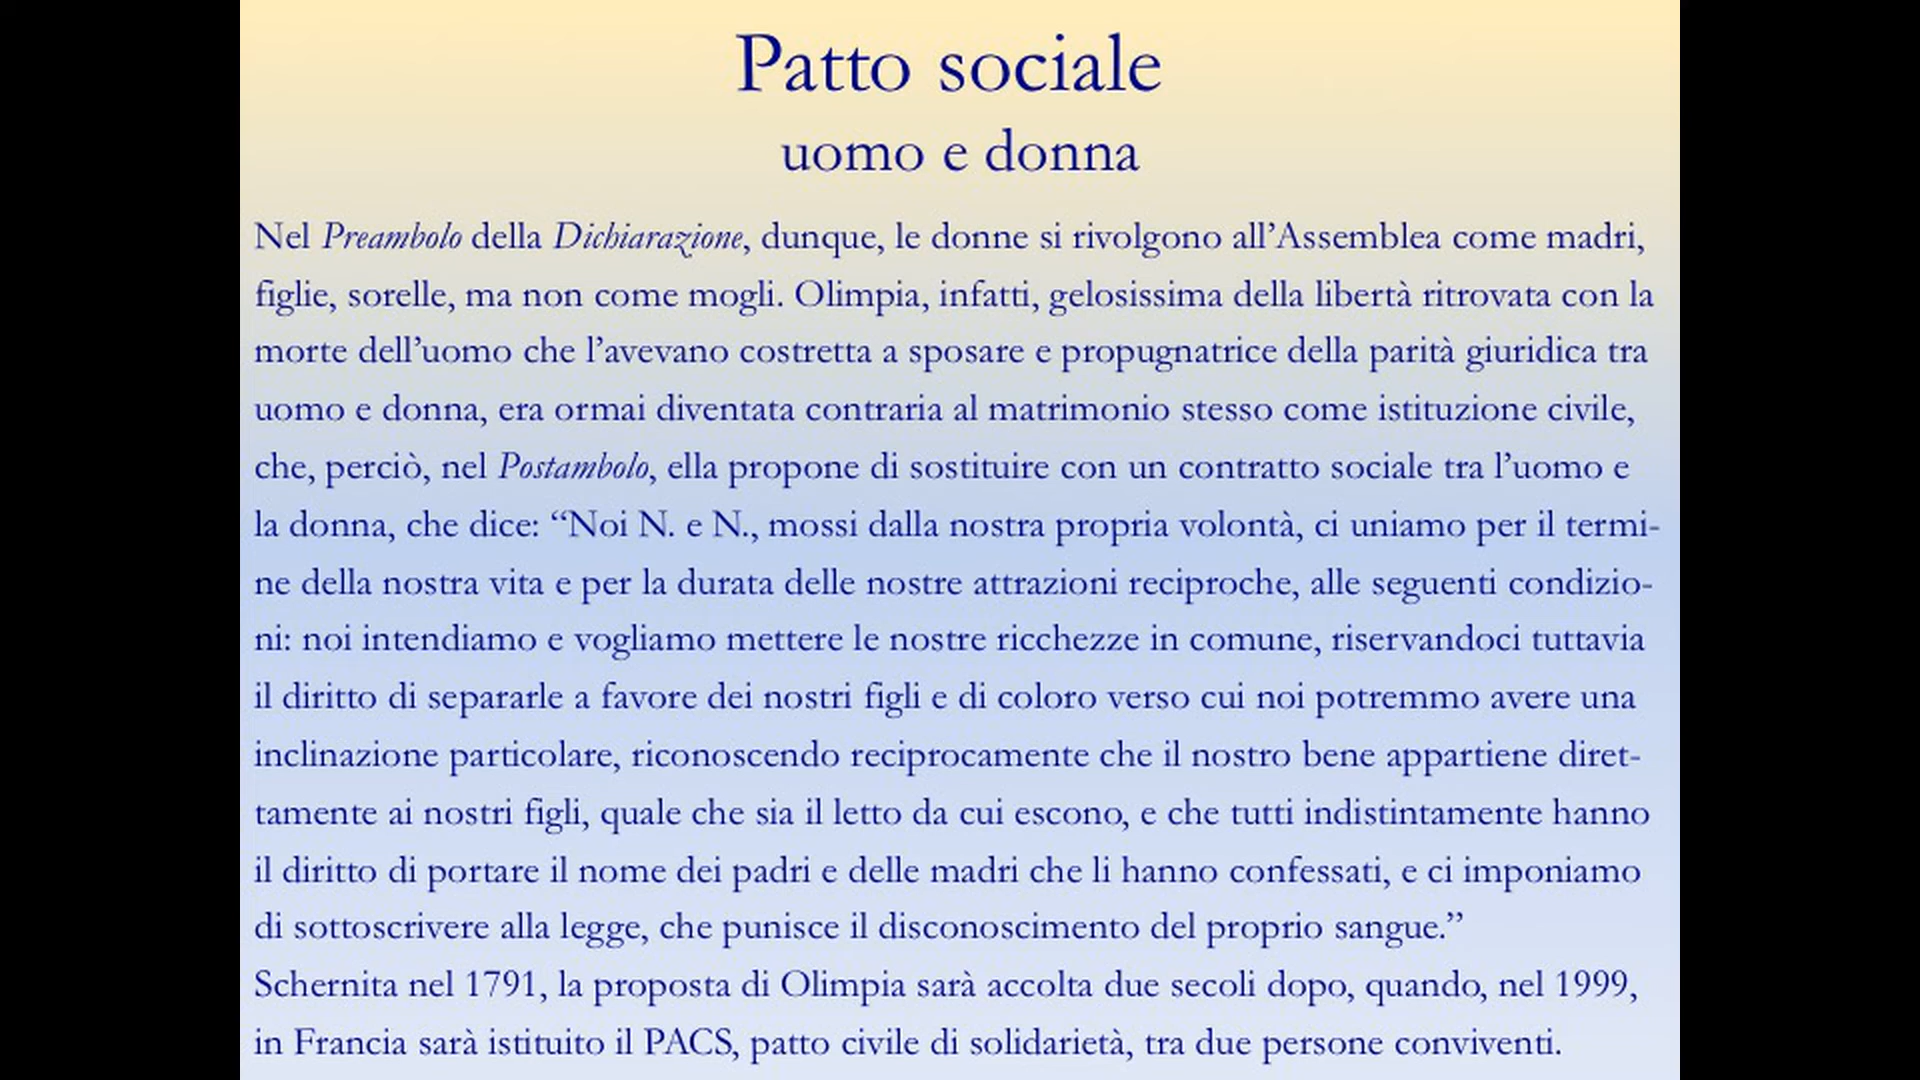 Patto sociale
uomo e donna
Nel Preambolo della Dichiarazione, dunque, le donne si rivolgono all’Assemblea come madri,
figlie, sorelle, ma non come mogli. Olimpia, infatti, gelosissima della libertà ritrovata con la
morte dell’uomo che l’avevano costretta a sposare e propugnatrice della parità giuridica tra
uomo e donna, era ormai diventata contraria al matrimonio stesso come istituzione civile,
che, perciò, nel Postambolo, ella propone di sostituire con un contratto sociale tra l’uomo e
la donna, che dice: “Noi N. e N., mossi dalla nostra propria volontà, ci uniamo per il termi-
ne della nostra vita e per la durata delle nostre attrazioni reciproche, alle seguenti condizio-
ni: noi intendiamo e vogliamo mettere le nostre ricchezze in comune, riservandoci tuttavia
il diritto di separarle a favore dei nostri figli e di coloro verso cui noi potremmo avere una
inclinazione particolare, riconoscendo reciprocamente che il nostro bene appartiene diret-
tamente ai nostri figli, quale che sia il letto da cui escono, e che tutti indistintamente hanno
il diritto di portare il nome dei padri e delle madri che li hanno confessati, e ci imponiamo
di sottoscrivere alla legge, che punisce il disconoscimento del proprio sangue.”
Schernita nel 1791, la proposta di Olimpia sarà accolta due secoli dopo, quando, nel 1999,
in Francia sarà istituito il PACS, patto civile di solidarietà, tra due persone conviventi.